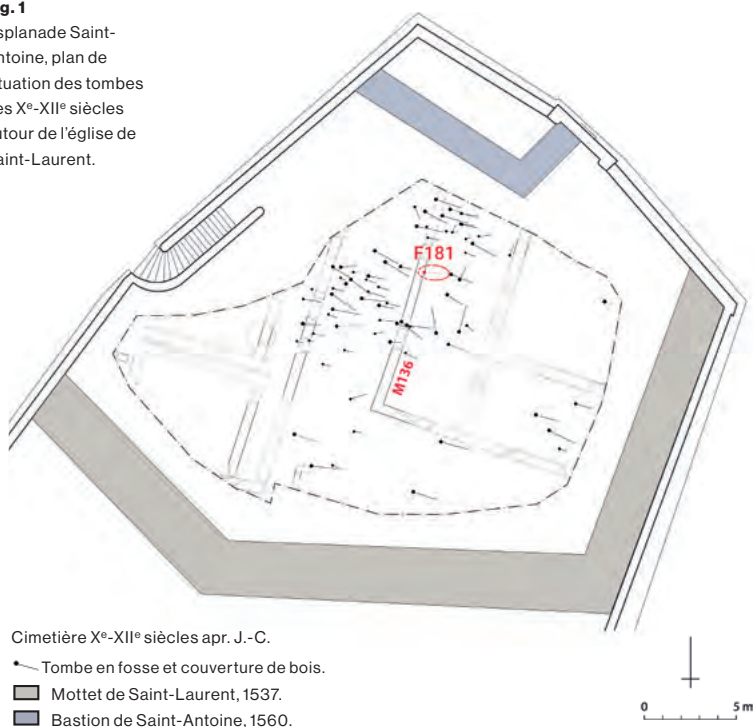 g. 1
splanade Saint-
ntoine, plan de
tuation des tombes
es Xᵉ-XIIᵉ siècles
utour de l'église de
aint-Laurent.
F181
M136
Cimetière Xᵉ-XIIᵉ siècles apr. J.-C.
Tombe en fosse et couverture de bois.
Mottet de Saint-Laurent, 1537.
Bastion de Saint-Antoine, 1560.
0 5 m